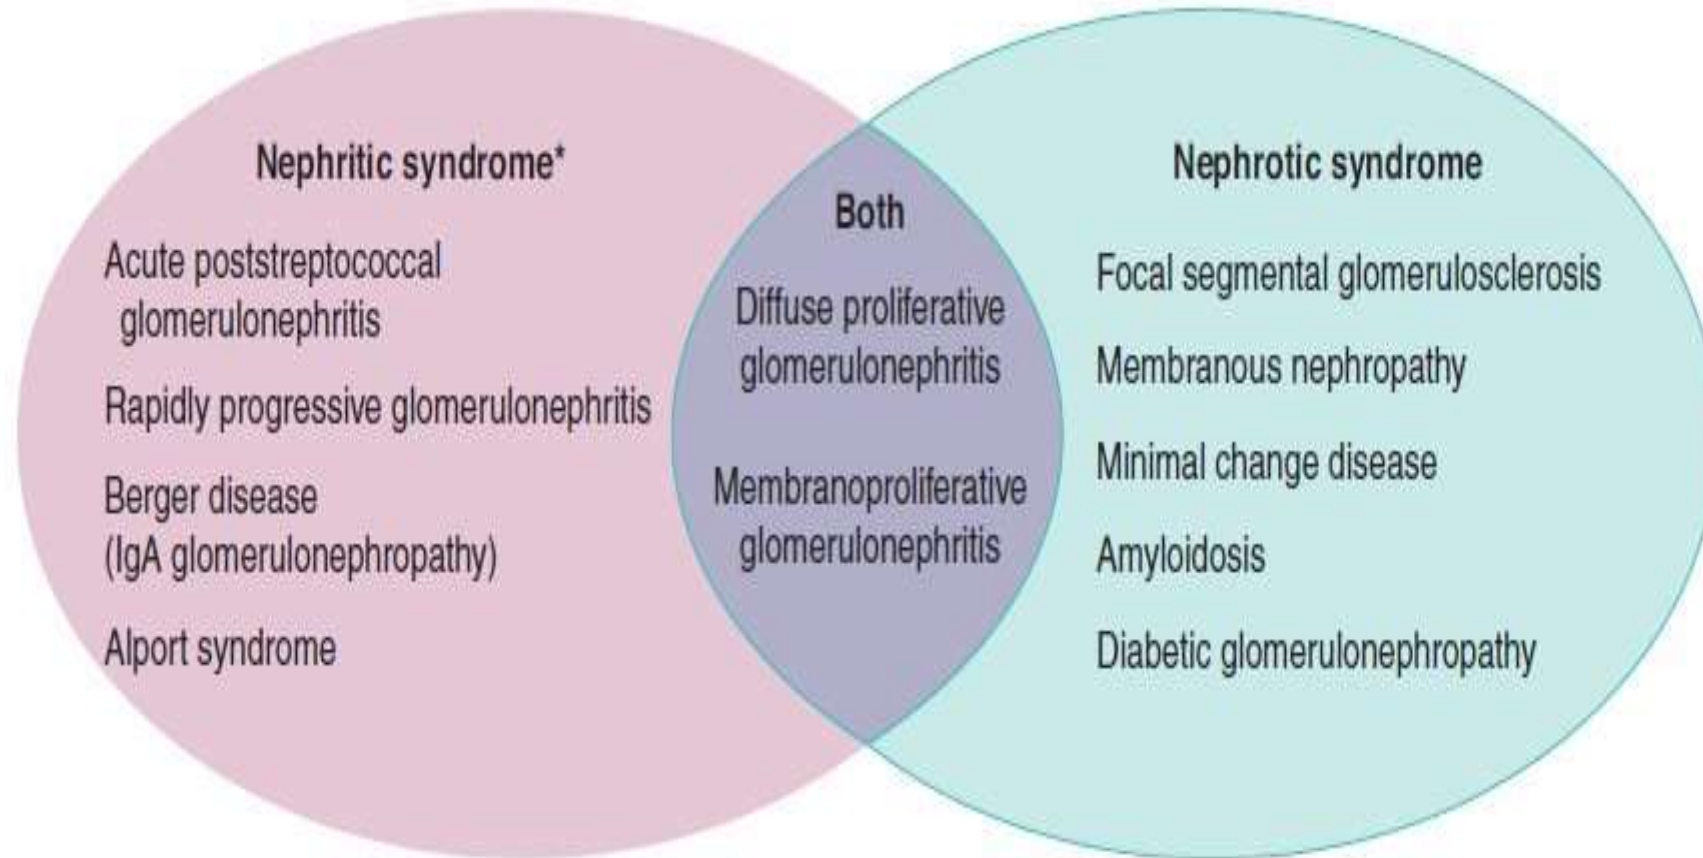 Nephritic syndrome*
Acute poststreptococcal
glomerulonephritis
Rapidly progressive glomerulonephritis
Berger disease
(IgA glomerulonephropathy)
Alport syndrome
Both
Diffuse proliferative
glomerulonephritis
Membranoproliferative
glomerulonephritis
Nephrotic syndrome
Focal segmental glomerulosclerosis
Membranous nephropathy
Minimal change disease
Amyloidosis
Diabetic glomerulonephropathy